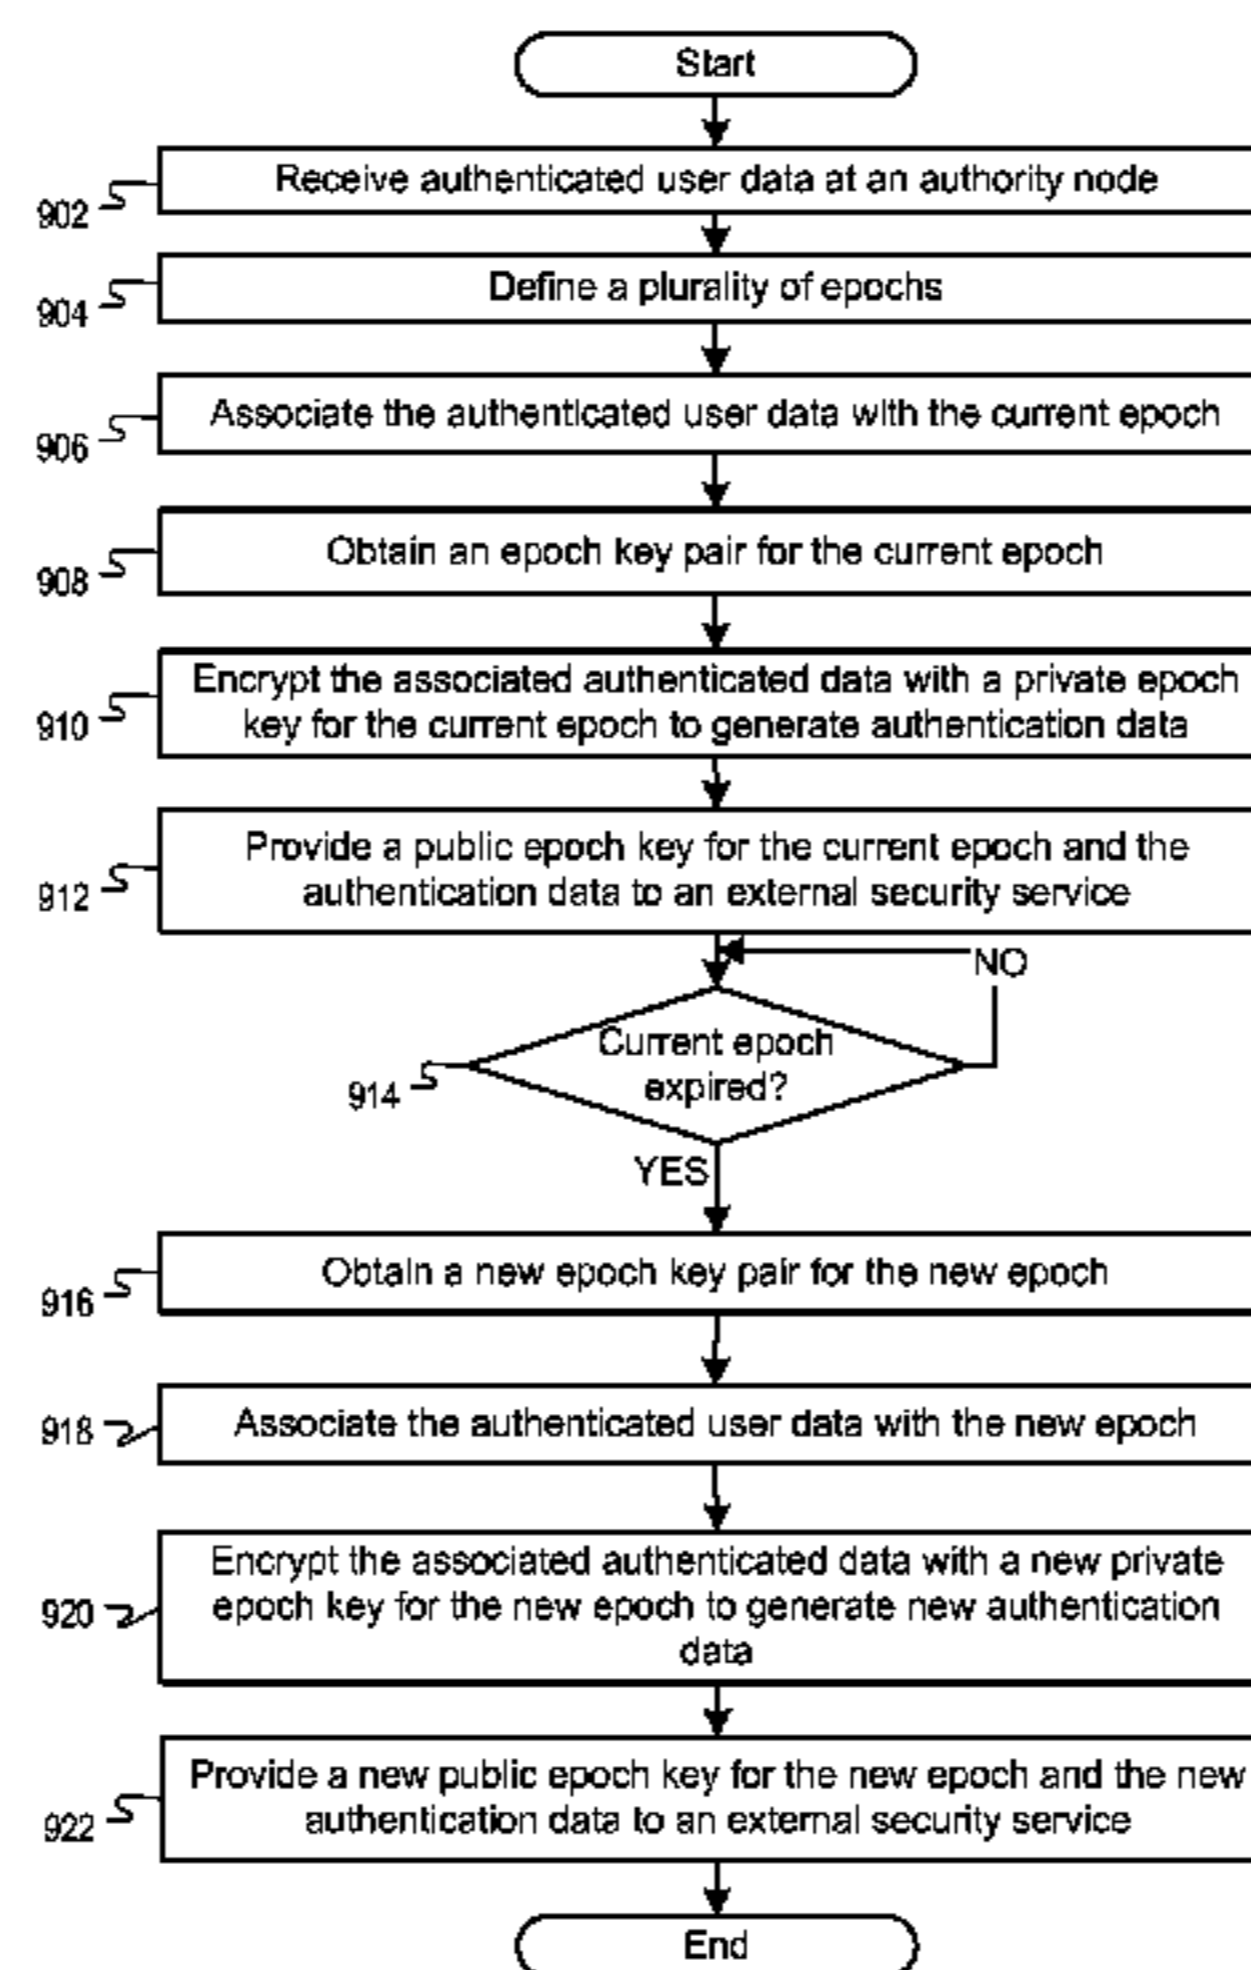 Start
Receive authenticated user data at an authority node
902
Define a plurality of epochs
904
Associate the authenticated user data with the current epoch
906
Obtain an epoch key pair for the current epoch
908
Encrypt the associated authenticated data with a private epoch
key for the current epoch to generate authentication data
910
Provide a public epoch key for the current epoch and the
authentication data to an external security service
912
NO
Current epoch
expired?
914
YES
Obtain a new epoch key pair for the new epoch
916
Associate the authenticated user data with the new epoch
918
Encrypt the associated authenticated data with a new private
epoch key for the new epoch to generate new authentication
data
920
Provide a new public epoch key for the new epoch and the new
authentication data to an external security service
922
End